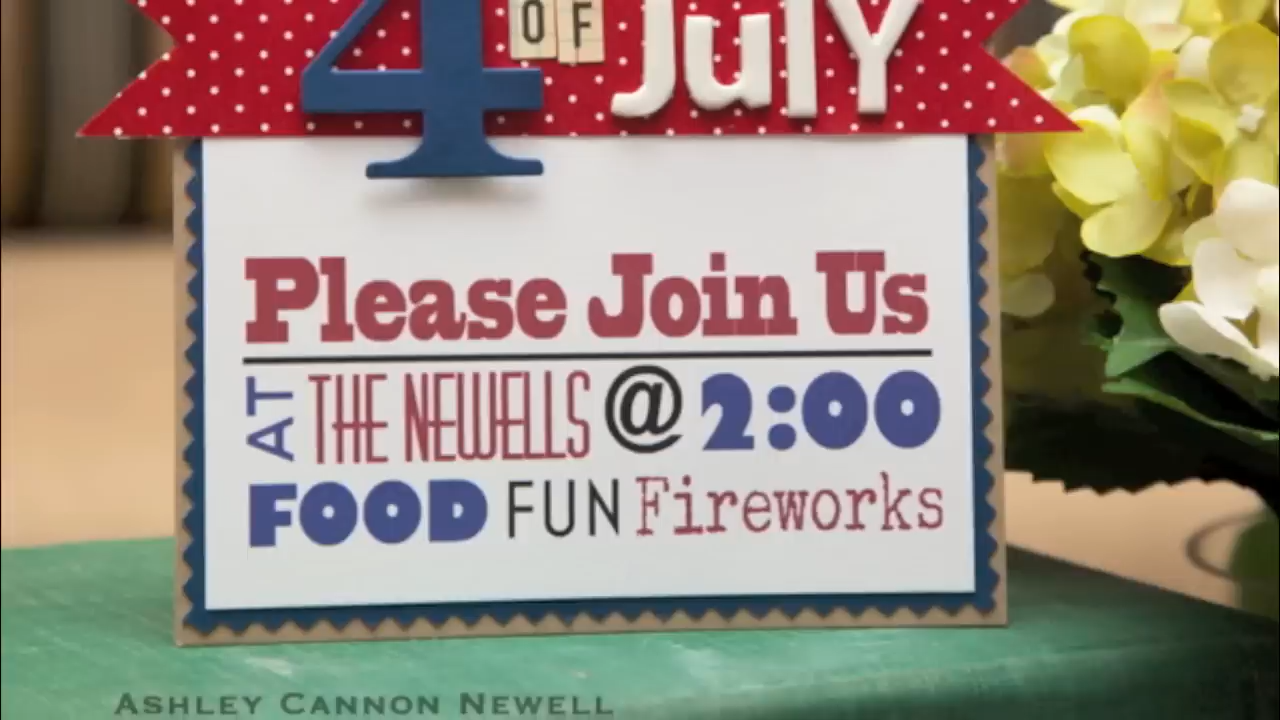 4 OF JulY
Please Join Us
AT THE NEWELLS @ 2:00
FOOD FUN Fireworks
ASHLEY CANNON NEWELL